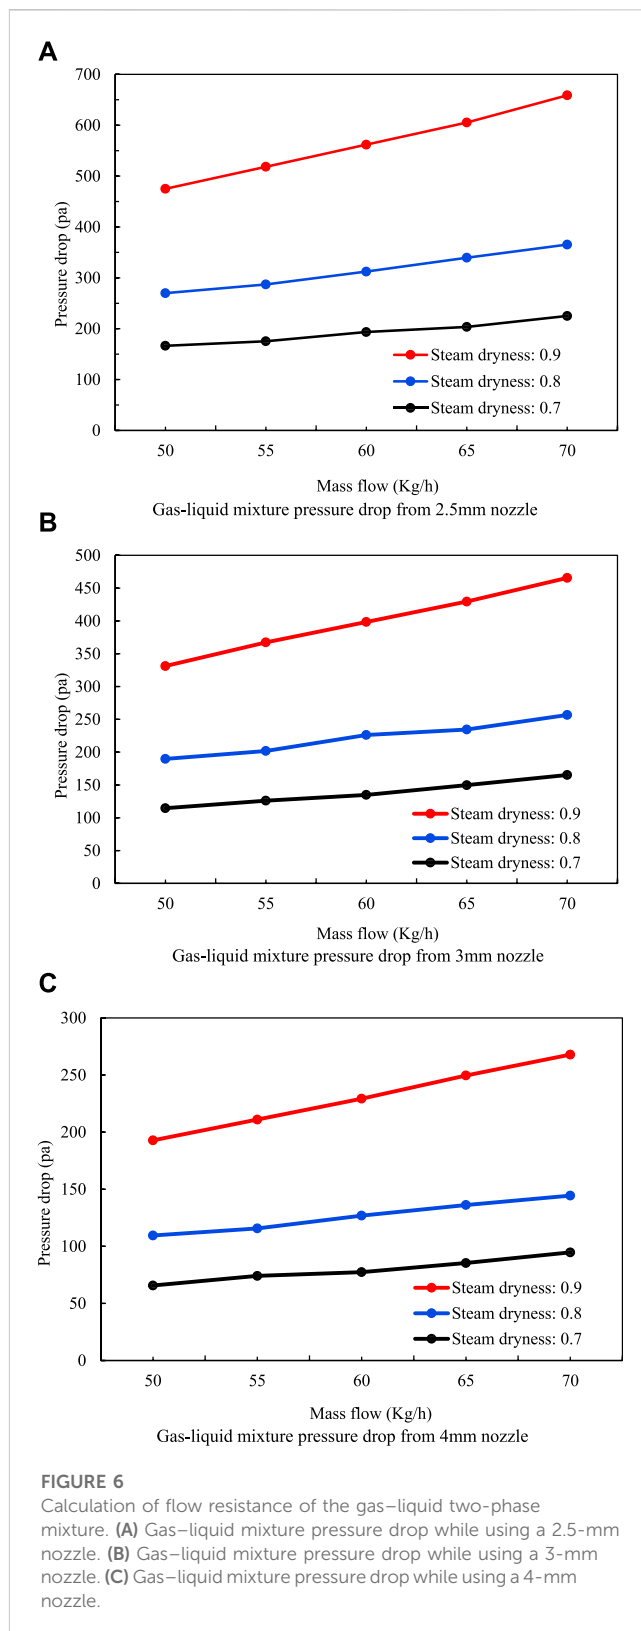 A
700
600
500
400
300
200
100
0
Pressure drop (pa)
Steam dryness: 0.9
Steam dryness: 0.8
Steam dryness: 0.7
50 55 60 65 70
Mass flow (Kg/h)
Gas-liquid mixture pressure drop from 2.5mm nozzle
B
500
450
400
350
300
250
200
150
100
50
0
Pressure drop (pa)
Steam dryness: 0.9
Steam dryness: 0.8
Steam dryness: 0.7
50 55 60 65 70
Mass flow (Kg/h)
Gas-liquid mixture pressure drop from 3mm nozzle
C
300
250
200
150
100
50
0
Pressure drop (pa)
Steam dryness: 0.9
Steam dryness: 0.8
Steam dryness: 0.7
50 55 60 65 70
Mass flow (Kg/h)
Gas-liquid mixture pressure drop from 4mm nozzle
FIGURE 6
Calculation of flow resistance of the gas–liquid two-phase
mixture. (A) Gas–liquid mixture pressure drop while using a 2.5-mm
nozzle. (B) Gas–liquid mixture pressure drop while using a 3-mm
nozzle. (C) Gas–liquid mixture pressure drop while using a 4-mm
nozzle.